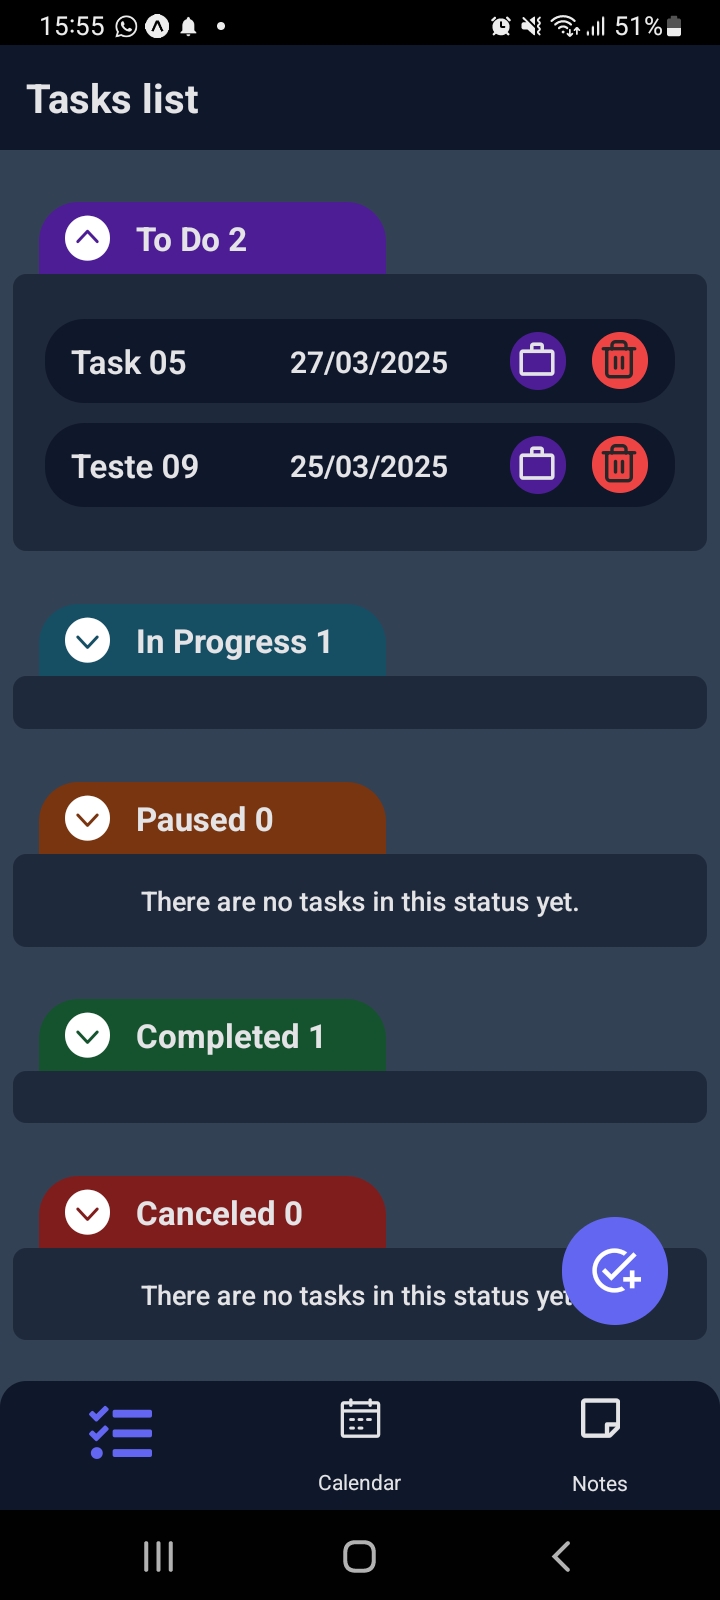 15:55 51%
Tasks list
To Do 2
Task 05 27/03/2025
Teste 09 25/03/2025
In Progress 1
Paused 0
There are no tasks in this status yet.
Completed 1
Canceled 0
There are no tasks in this status yet
Calendar Notes